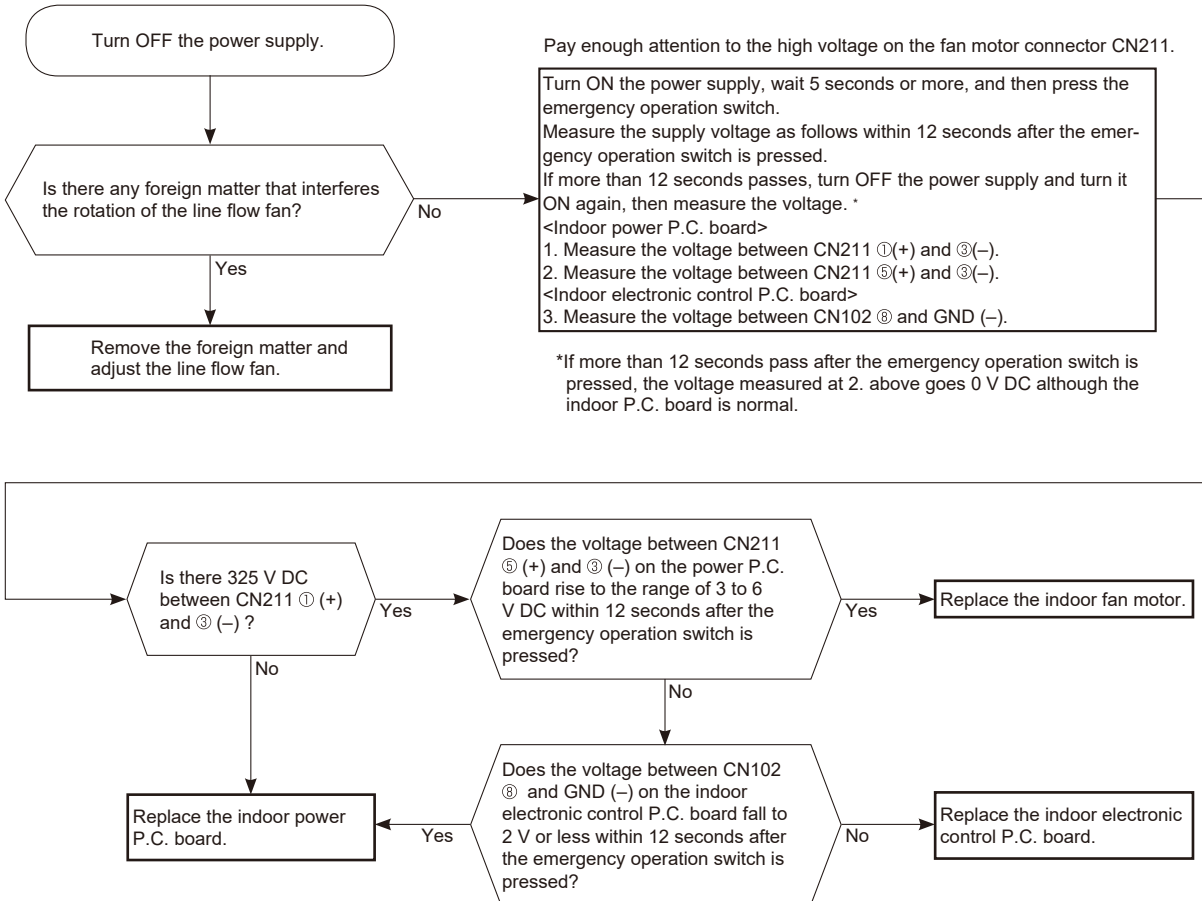 Turn OFF the power supply.
Is there any foreign matter that interferes
the rotation of the line flow fan?
No
Yes
Remove the foreign matter and
adjust the line flow fan.
Pay enough attention to the high voltage on the fan motor connector CN211.
Turn ON the power supply, wait 5 seconds or more, and then press the
emergency operation switch.
Measure the supply voltage as follows within 12 seconds after the emer-
gency operation switch is pressed.
If more than 12 seconds passes, turn OFF the power supply and turn it
ON again, then measure the voltage. *
<Indoor power P.C. board>
1. Measure the voltage between CN211 ①(+) and ③(–).
2. Measure the voltage between CN211 ⑤(+) and ③(–).
<Indoor electronic control P.C. board>
3. Measure the voltage between CN102 ⑧ and GND (–).
*If more than 12 seconds pass after the emergency operation switch is
pressed, the voltage measured at 2. above goes 0 V DC although the
indoor P.C. board is normal.
Is there 325 V DC
between CN211 ① (+)
and ③ (–) ?
Yes
No
Does the voltage between CN211
⑤ (+) and ③ (–) on the power P.C.
board rise to the range of 3 to 6
V DC within 12 seconds after the
emergency operation switch is
pressed?
Yes
No
Replace the indoor fan motor.
Replace the indoor power
P.C. board.
Yes
Does the voltage between CN102
⑧ and GND (–) on the indoor
electronic control P.C. board fall to
2 V or less within 12 seconds after
the emergency operation switch is
pressed?
No
Replace the indoor electronic
control P.C. board.